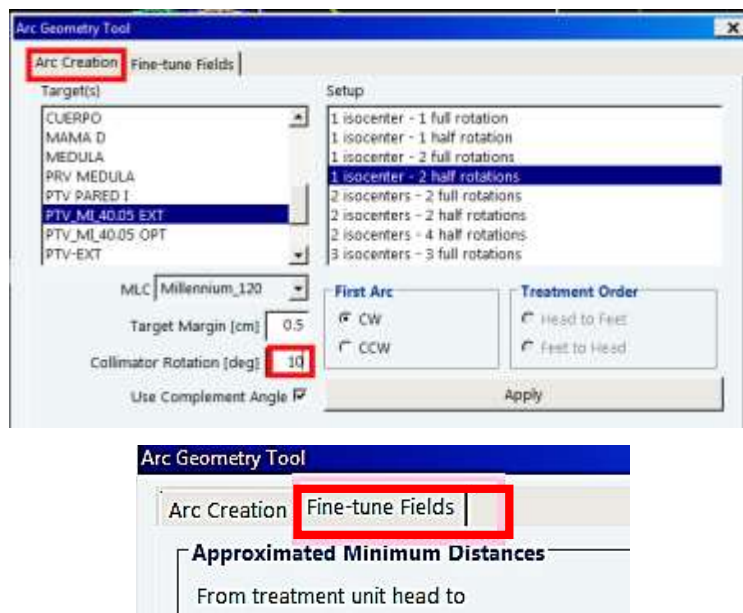 Arc Geometry Tool
Arc Creation Fine-tune Fields
Target(s) Setup
CUERPO
MAMA D
MEDULA
PRV MEDULA
PTV PARED I
PTV_MI_40.05 EXT
PTV_MI_40.05 OPT
PTV-EXT
1 isocenter - 1 full rotation
1 isocenter - 1 half rotation
1 isocenter - 2 full rotations
1 isocenter - 2 half rotations
2 isocenters - 2 full rotations
2 isocenters - 2 half rotations
2 isocenters - 4 half rotations
3 isocenters - 3 full rotations
MLC Millennium_120
Target Margin [cm] 0.5
Collimator Rotation [deg] 10
Use Complement Angle
First Arc
CW
CCW
Treatment Order
Head to Feet
Feet to Head
Apply
Arc Geometry Tool
Arc Creation Fine-tune Fields
Approximated Minimum Distances
From treatment unit head to